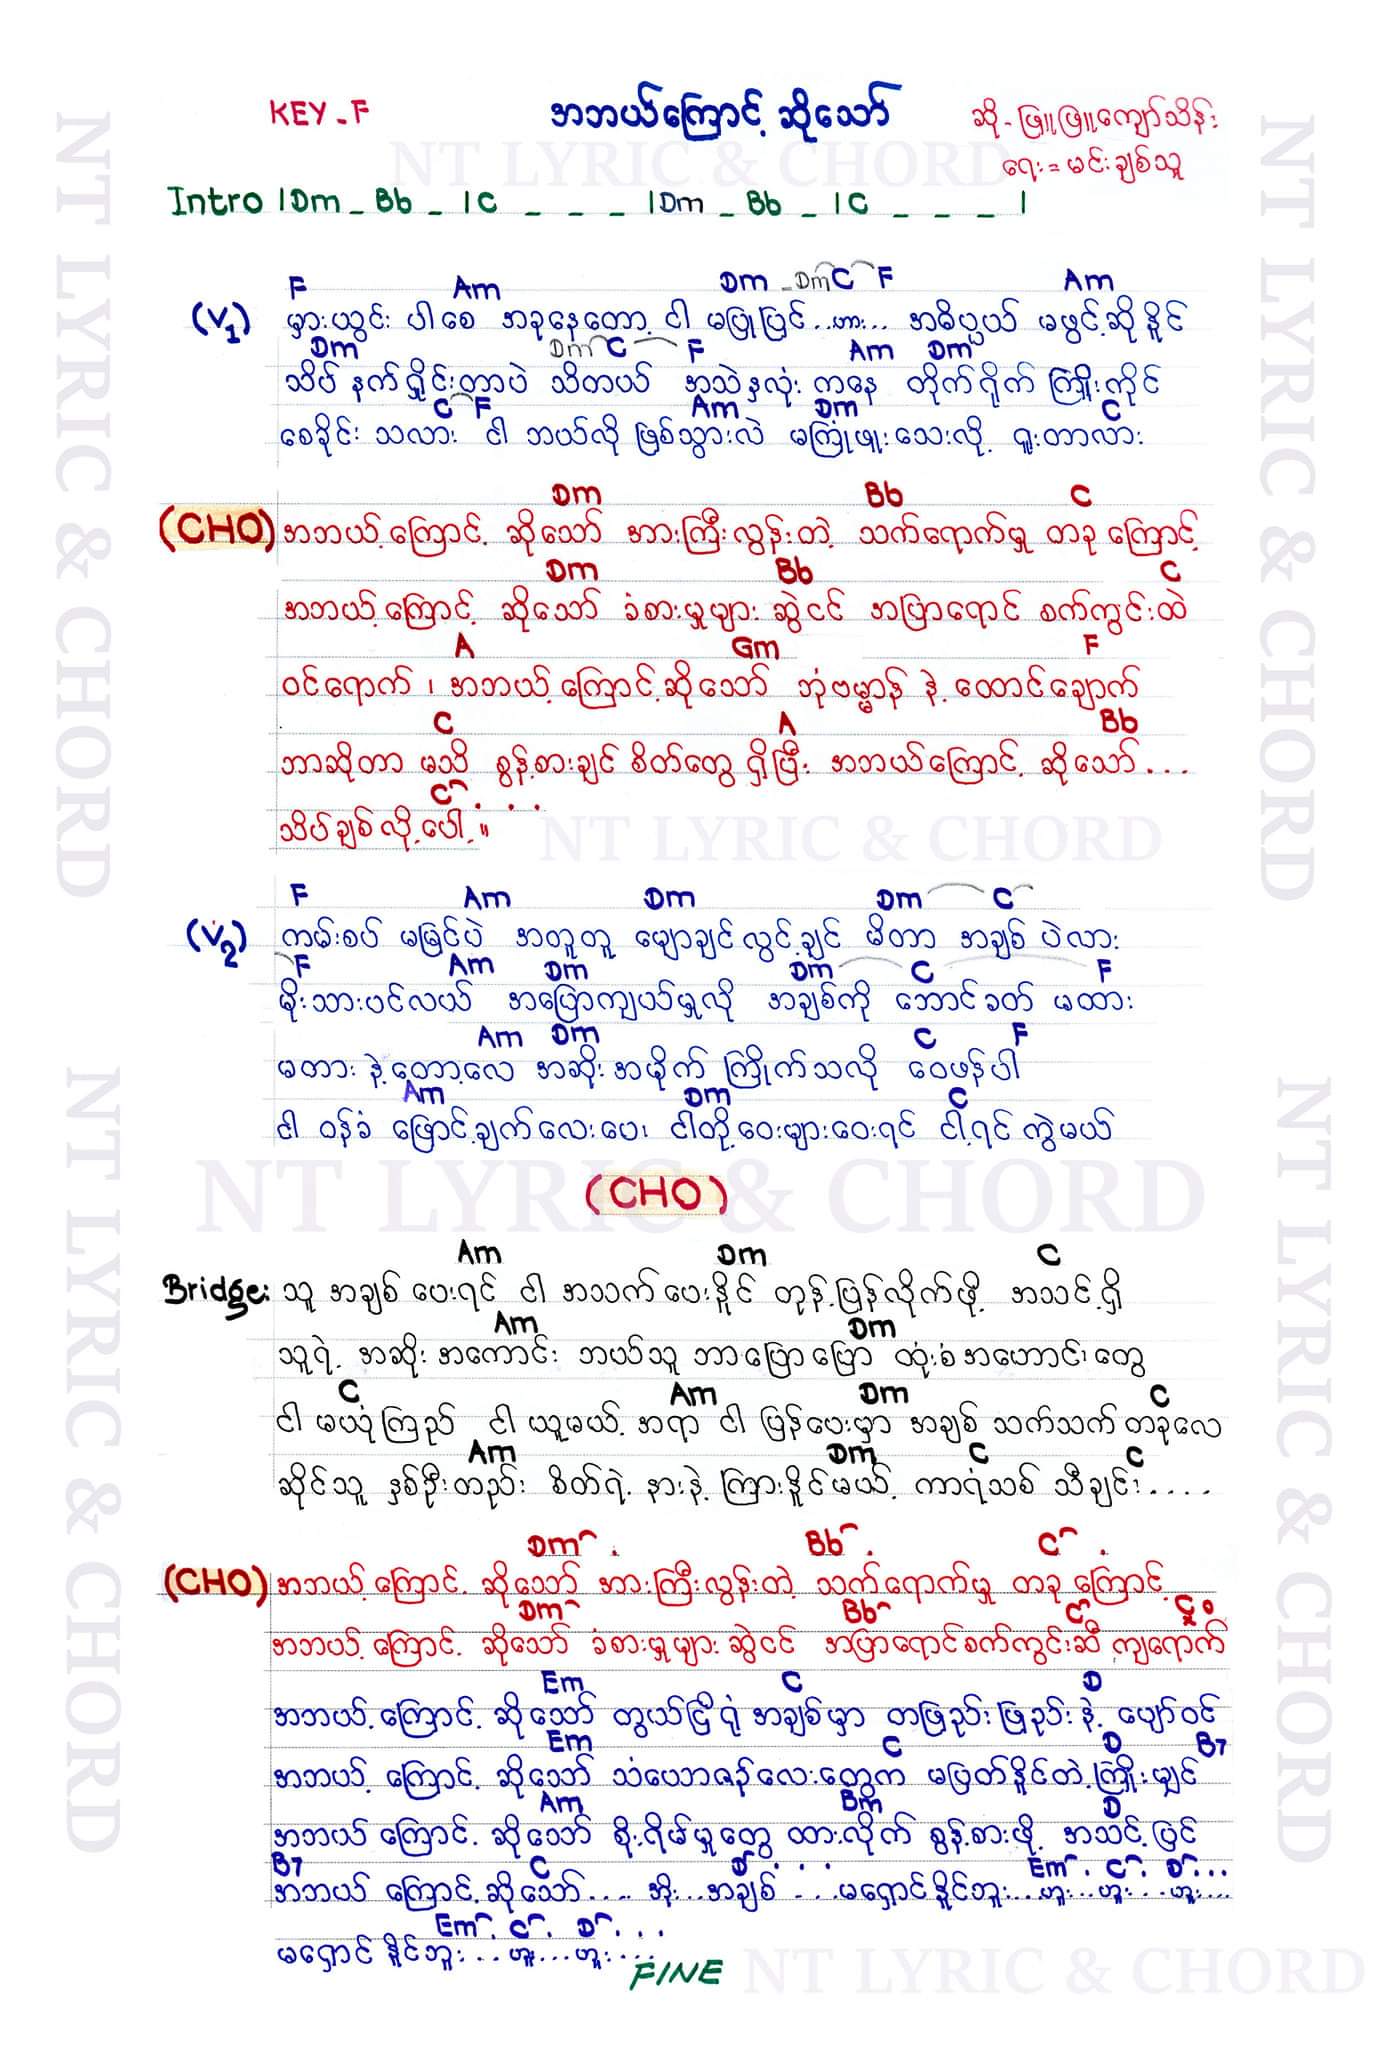 KEY - F
အဘယ်ကြောင့် ဆိုသော်
ဆို - ဖြူဖြူကျော်သိန်း
ရေး = မင်းချစ်သူ
NT LYRIC & CHORD
Intro | Dm _ Bb _ | C _ _ _ | Dm _ Bb _ | C _ _ _ |
F Am Dm - Dm C F Am
(V1) မှားယွင်း ပါစေ အခုနေတော့ ငါ မပြုပြင် ..ဟား... အဓိပ္ပယ် မဖွင့်ဆိုနိုင်
Dm Dm C F Am Dm
သိပ် နက်ရှိုင်းတာပဲ သိတယ် အသဲနှလုံး ကနေ တိုက်ရိုက် ကြိုးကိုင်
C F Am Dm C
စေခိုင်း သလား ငါ ဘယ်လို ဖြစ်သွားလဲ မကြုံဖူးသေးလို့ ရူးတာလား
Dm Bb C
(CHO) အဘယ့်ကြောင့် ဆိုသော် အားကြီးလွန်းတဲ့ သက်ရောက်မှု တခုကြောင့်
Dm Bb C
အဘယ့်ကြောင့် ဆိုသော် ခံစားမှုများ ဆွဲငင် အပြာရောင် စက်ကွင်းထဲ
A Gm F
ဝင်ရောက် ၊ အဘယ့်ကြောင့်ဆိုသော် ဘုံဗိမ္မာန် နဲ့ ထောင်ချောက်
C A Bb
ဘာဆိုတာ မသိ စွန့်စားချင်စိတ်တွေ ရှိပြီး အဘယ်ကြောင့် ဆိုသော်...
C . . .
သိပ်ချစ်လို့ပေါ့ ။
NT LYRIC & CHORD
F Am Dm Dm C
(V2) ကမ်းစပ် မမြင်ပဲ အတူတူ မျောချင်လွင့်ချင် မိတာ အချစ် ပဲလား
F Am Dm Dm C F
မိုးသားပင်လယ် အပြောကျယ်မှုလို အချစ်ကို ဘောင်ခတ် မထား
Am Dm C F
မတားနဲ့တော့လေ အဆိုးအဖိုက် ကြိုက်သလို ဝေဖန်ပါ
Am Dm C
ငါ ဝန်ခံ ဖြောင့်ချက်လေးပေး ငါတို့ဝေးများဝေးရင် ငါ့ရင်ကွဲမယ်
NT LYRIC & CHORD
(CHO)
Am Dm C
Bridge: သူ အချစ်ပေးရင် ငါ အသက်ပေးနိုင် တုန့်ပြန်လိုက်ဖို့ အသင့်ရှိ
Am Dm
သူ့ရဲ့ အဆိုးအကောင်း ဘယ်သူ ဘာပြောပြော ထုံးစံအဟောင်းတွေ
C Am Dm C
ငါ မယုံကြည် ငါ ယူမယ့် အရာ ငါ ပြန်ပေးမှာ အချစ် သက်သက် တခုလေ
Am Dm C C
ဆိုင်သူ နှစ်ဦးတည်း စိတ်ရဲ့ နားနဲ့ ကြားနိုင်မယ့် ကာရံသစ် သီချင်း....
Dm . Bb . C .
(CHO) အဘယ့်ကြောင့် ဆိုသော် အားကြီးလွန်းတဲ့ သက်ရောက်မှု တခုကြောင့်
Dm Bb C
အဘယ့်ကြောင့် ဆိုသော် ခံစားမှုများ ဆွဲငင် အပြာရောင်စက်ကွင်းဆီ ကျရောက်
Em C D
အဘယ့်ကြောင့် ဆိုသော် တွယ်ငြိရုံ အချစ်မှာ တဖြည်းဖြည်းနဲ့ ပျော်ဝင်
Em C D B7
အဘယ့်ကြောင့် ဆိုသော် သံယောဇဉ်လေးတွေက မပြတ်နိုင်တဲ့ကြိုးမျှင်
Am Bm D
အဘယ်ကြောင့် ဆိုသော် စိုးရိမ်မှုတွေ ထားလိုက် စွန့်စားဖို့ အသင့်ပြင်
B7 C D . . . Em . C . D ...
အဘယ်ကြောင့်ဆိုသော်.... အိုး...အချစ် ...မရှောင်နိုင်ဘူး...ဟူး...ဟူး...ဟူး...
Em . C . D . . .
မရှောင်နိုင်ဘူး...ဟူး...ဟူး...
FINE
NT LYRIC & CHORD
NT LYRIC & CHORD
NT LYRIC & CHORD
NT LYRIC & CHORD
NT LYRIC & CHORD